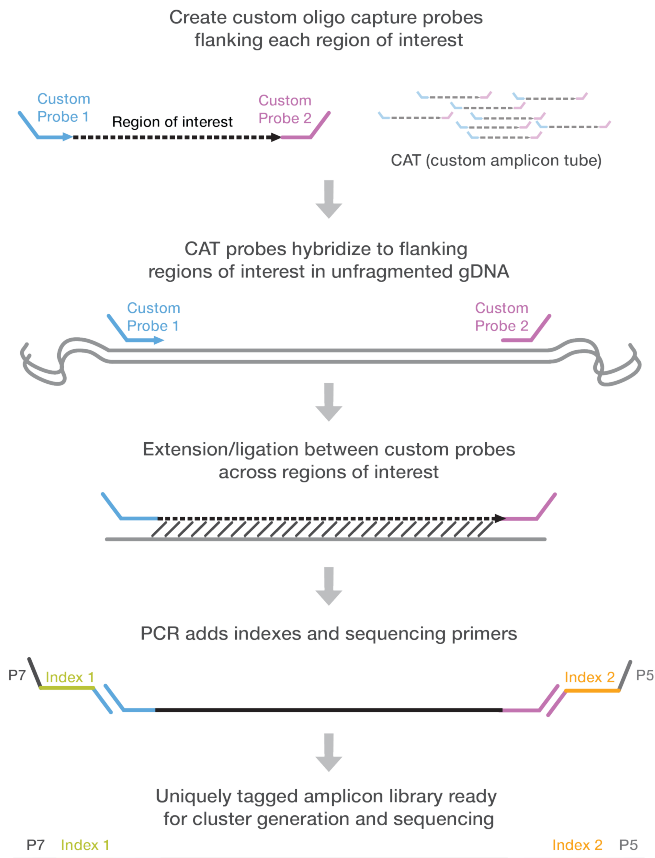 Create custom oligo capture probes
flanking each region of interest
Custom
Probe 1
Region of interest
Custom
Probe 2
CAT (custom amplicon tube)
CAT probes hybridize to flanking
regions of interest in unfragmented gDNA
Custom
Probe 1
Custom
Probe 2
Extension/ligation between custom probes
across regions of interest
PCR adds indexes and sequencing primers
P7
Index 1
Index 2
P5
Uniquely tagged amplicon library ready
for cluster generation and sequencing
P7 Index 1
Index 2 P5